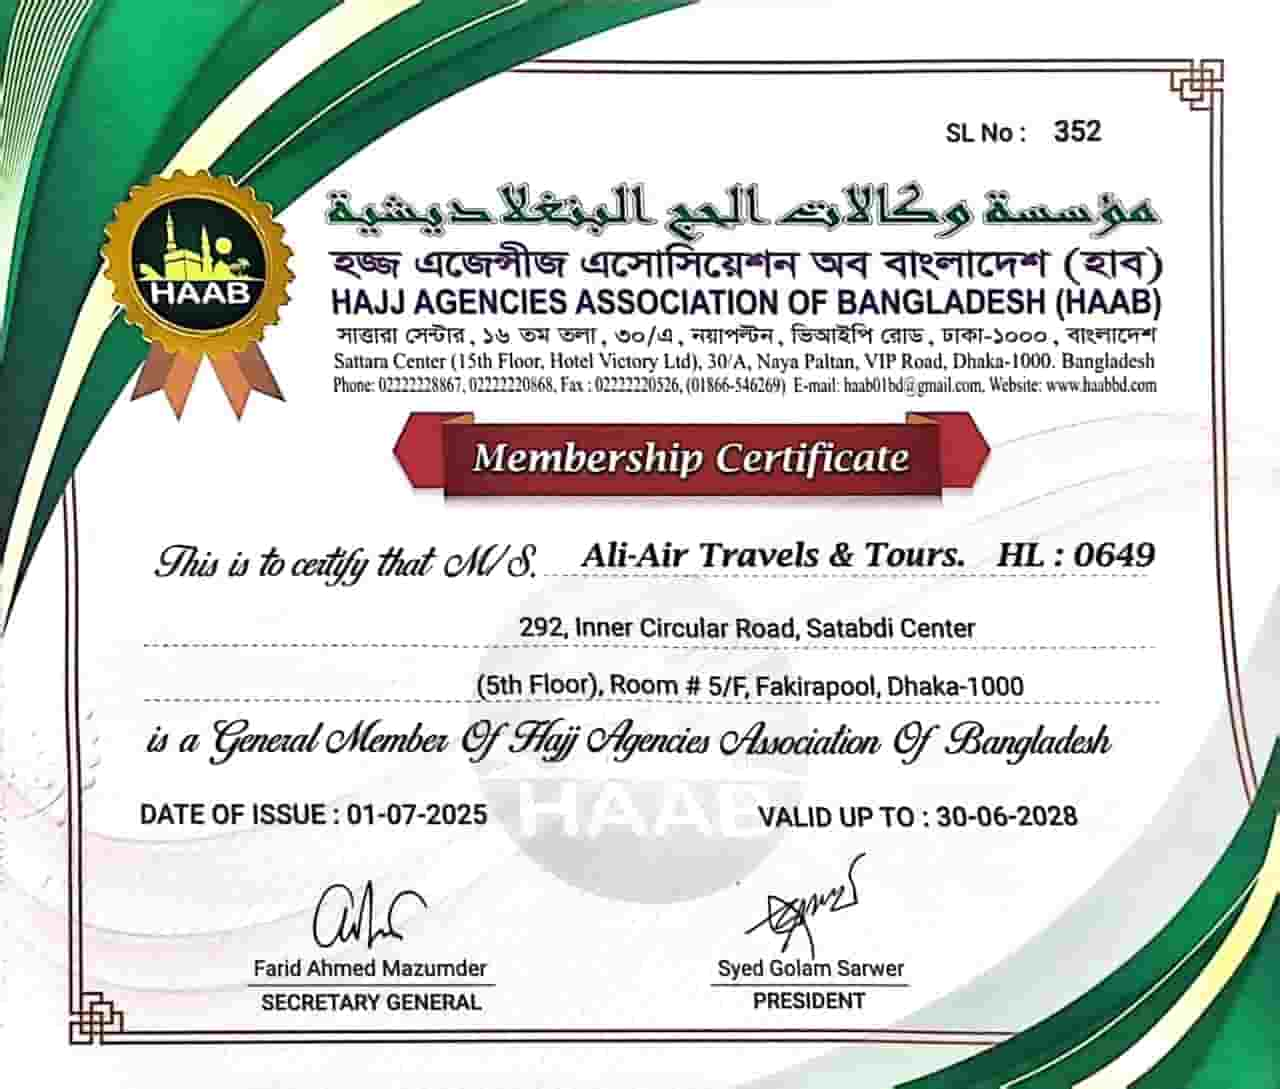 SL No : 352
مؤسسة وكالات الحج البنغلاديشية
হজ্জ এজেন্সীজ এসোসিয়েশন অব বাংলাদেশ (হাব)
HAJJ AGENCIES ASSOCIATION OF BANGLADESH (HAAB)
HAAB
সাত্তারা সেন্টার, ১৬ তম তলা, ৩০/এ, নয়াপল্টন, ভিআইপি রোড, ঢাকা-১০০০, বাংলাদেশ
Sattara Center (15th Floor, Hotel Victory Ltd), 30/A, Naya Paltan, VIP Road, Dhaka-1000. Bangladesh
Phone: 02222228867, 02222220868, Fax : 02222220526, (01866-546269) E-mail: haab01bd@gmail.com, Website: www.haabbd.com
Membership Certificate
This is to certify that M/S. Ali-Air Travels & Tours. HL : 0649
292, Inner Circular Road, Satabdi Center
(5th Floor), Room # 5/F, Fakirapool, Dhaka-1000
is a General Member Of Hajj Agencies Association Of Bangladesh
HAAB
DATE OF ISSUE : 01-07-2025 VALID UP TO : 30-06-2028
Farid Ahmed Mazumder
SECRETARY GENERAL
Syed Golam Sarwer
PRESIDENT